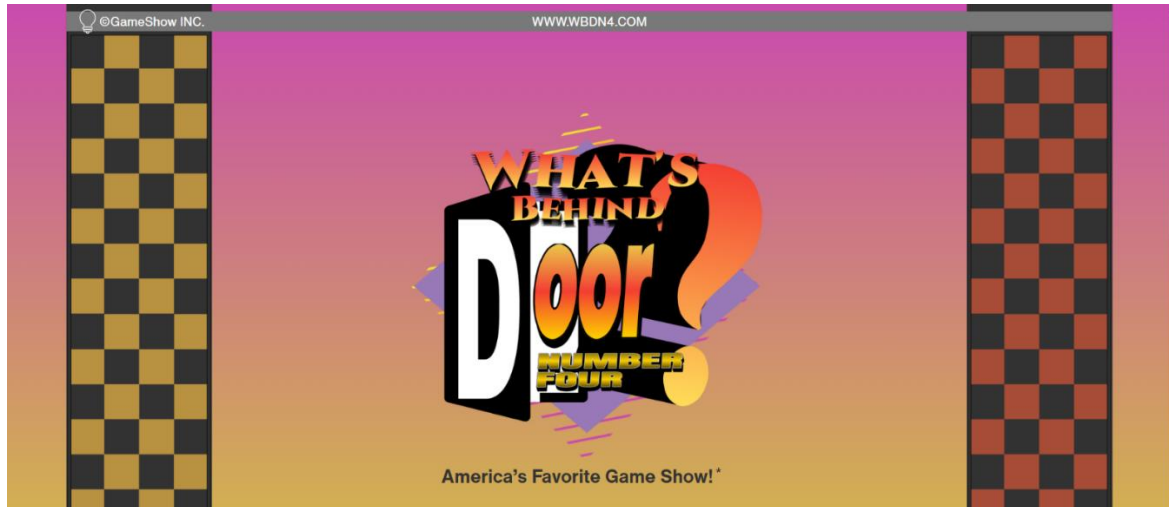 ©GameShow INC.
WWW.WBDN4.COM
WHAT'S
BEHIND
Door
NUMBER
FOUR
?
America's Favorite Game Show!*